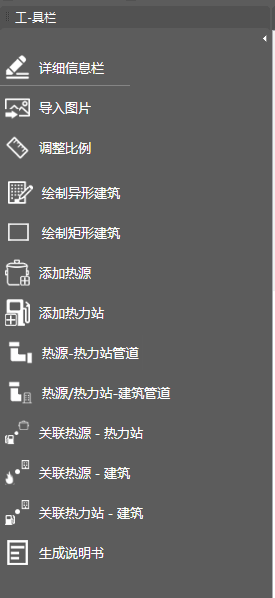 工-具栏
详细信息栏
导入图片
调整比例
绘制异形建筑
绘制矩形建筑
添加热源
添加热力站
热源-热力站管道
热源/热力站-建筑管道
关联热源 - 热力站
关联热源 - 建筑
关联热力站 - 建筑
生成说明书